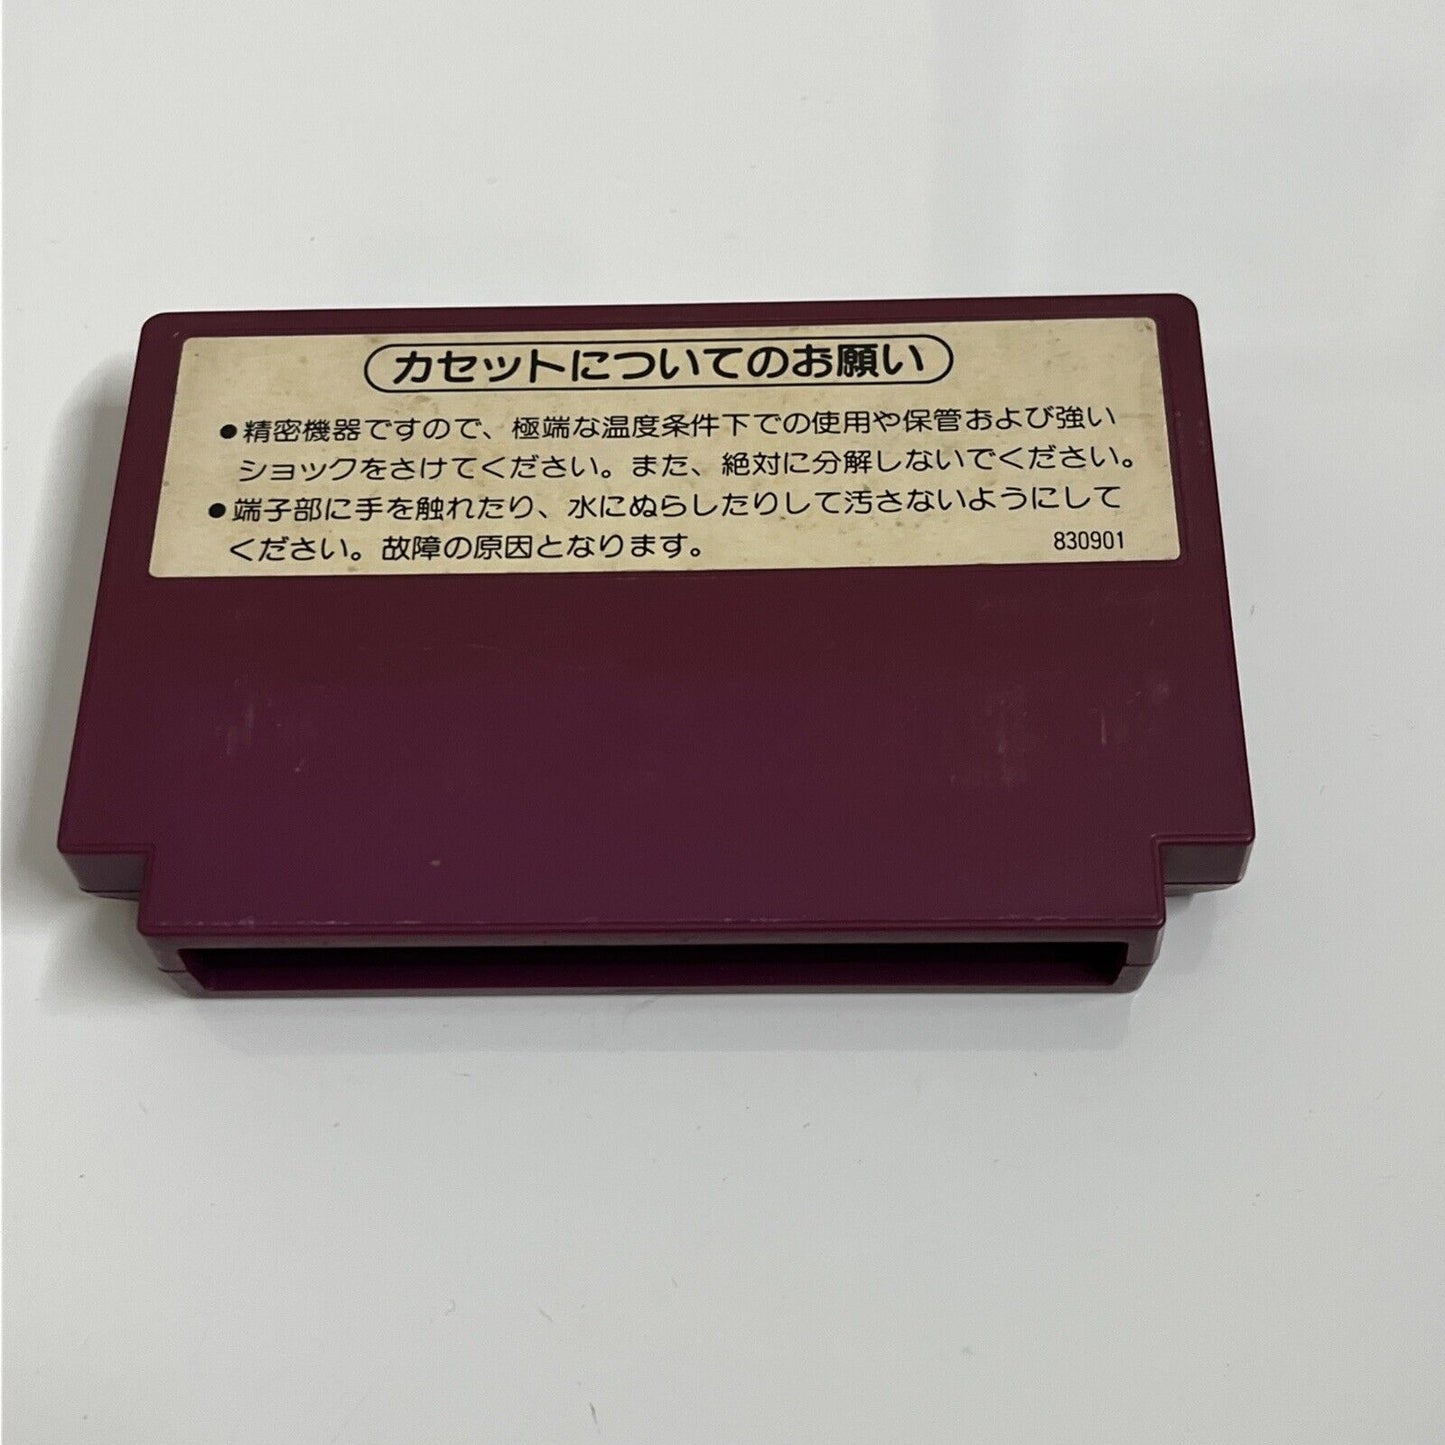 カセットについてのお願い
●精密機器ですので、極端な温度条件下での使用や保管および強い
ショックをさけてください。また、絶対に分解しないでください。
●端子部に手を触れたり、水にぬらしたりして汚さないようにして
ください。故障の原因となります。 830901